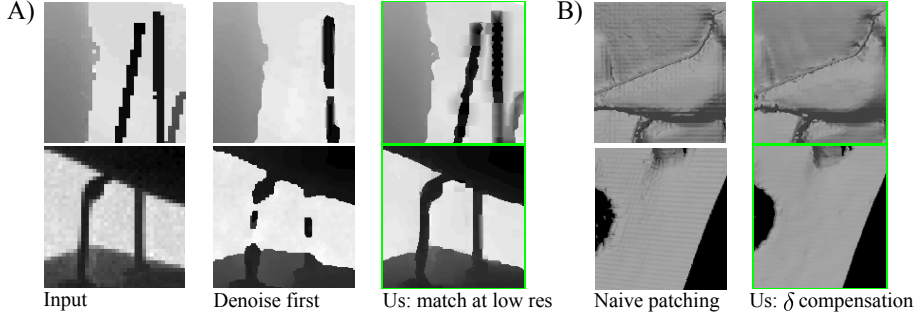 A)
B)
Input
Denoise first
Us: match at low res
Naive patching
Us: δ compensation